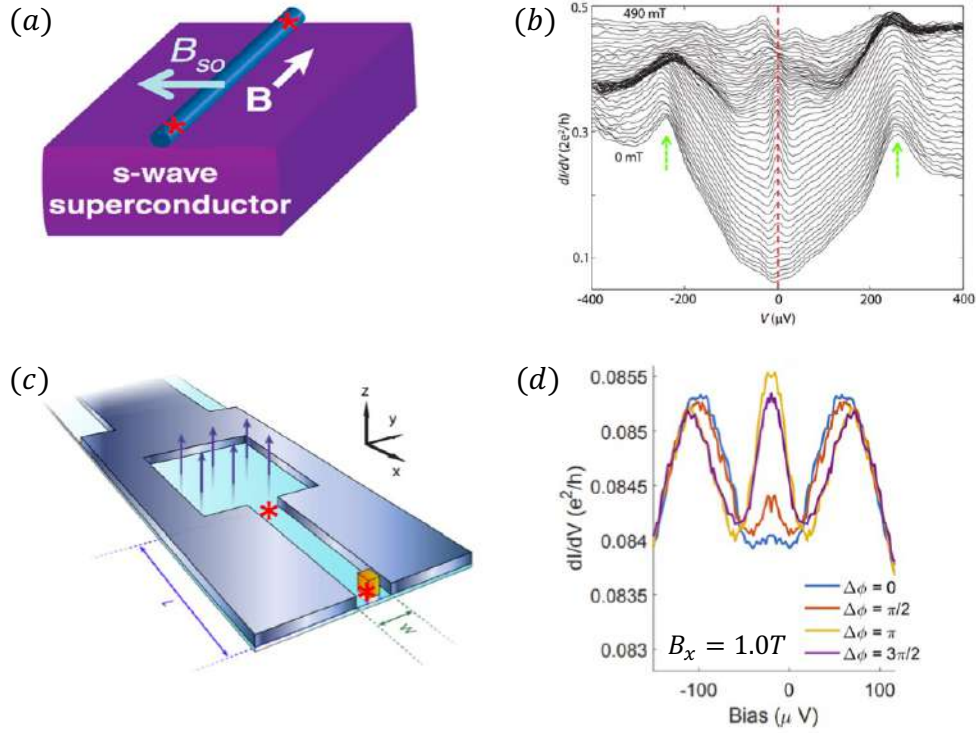 (a)
B_so
B
s-wave
superconductor
(b)
0.5
0.3
0.1
dI/dV (2e²/h)
490 mT
0 mT
-400
-200
0
200
400
V (μV)
(c)
z
y
x
L
W
(d)
0.0855
0.085
0.0845
0.084
0.0835
0.083
dI/dV (e²/h)
Δϕ = 0
Δϕ = π/2
Δϕ = π
Δϕ = 3π/2
B_x = 1.0T
-100
0
100
Bias (μ V)